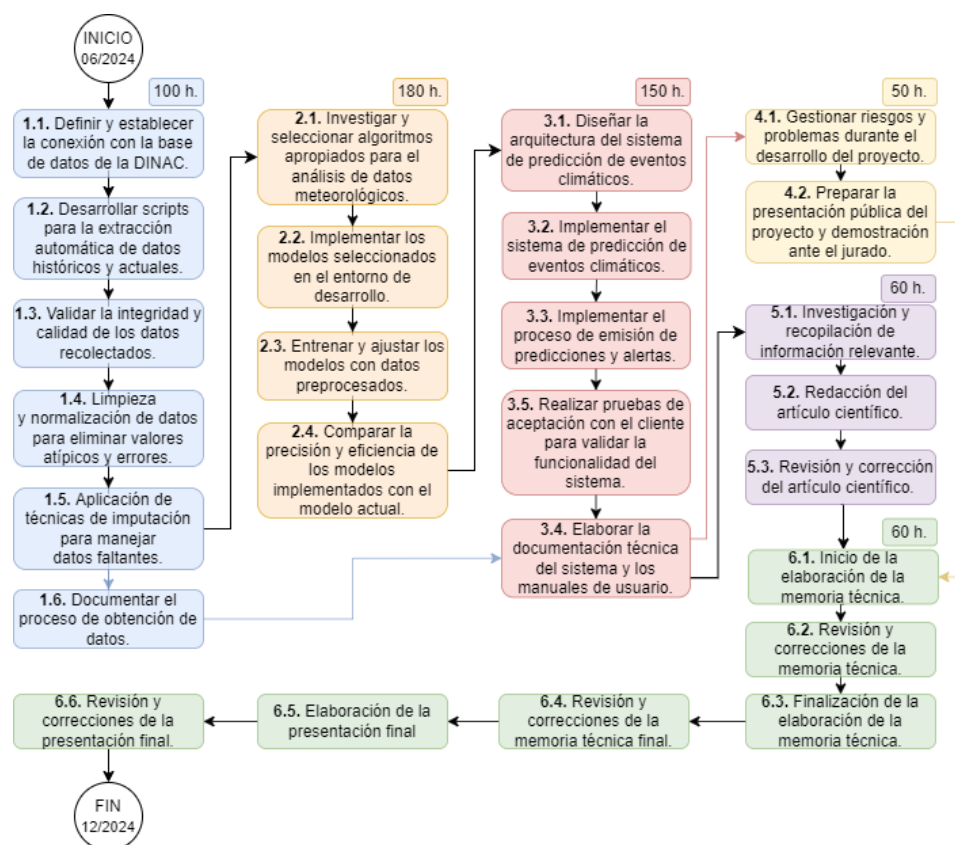 INICIO
06/2024
100 h.
1.1. Definir y establecer
la conexión con la base
de datos de la DINAC.
1.2. Desarrollar scripts
para la extracción
automática de datos
históricos y actuales.
1.3. Validar la integridad y
calidad de los datos
recolectados.
1.4. Limpieza
y normalización de datos
para eliminar valores
atípicos y errores.
1.5. Aplicación de
técnicas de imputación
para manejar
datos faltantes.
1.6. Documentar el
proceso de obtención de
datos.
180 h.
2.1. Investigar y
seleccionar algoritmos
apropiados para el
análisis de datos
meteorológicos.
2.2. Implementar los
modelos seleccionados
en el entorno de
desarrollo.
2.3. Entrenar y ajustar los
modelos con datos
preprocesados.
2.4. Comparar la
precisión y eficiencia de
los modelos
implementados con el
modelo actual.
150 h.
3.1. Diseñar la
arquitectura del sistema
de predicción de eventos
climáticos.
3.2. Implementar el
sistema de predicción de
eventos climáticos.
3.3. Implementar el
proceso de emisión de
predicciones y alertas.
3.5. Realizar pruebas de
aceptación con el cliente
para validar la
funcionalidad del
sistema.
3.4. Elaborar la
documentación técnica
del sistema y los
manuales de usuario.
50 h.
4.1. Gestionar riesgos y
problemas durante el
desarrollo del proyecto.
4.2. Preparar la
presentación pública del
proyecto y demostración
ante el jurado.
60 h.
5.1. Investigación y
recopilación de
información relevante.
5.2. Redacción del
artículo científico.
5.3. Revisión y corrección
del artículo científico.
60 h.
6.1. Inicio de la
elaboración de la
memoria técnica.
6.2. Revisión y
correcciones de la
memoria técnica.
6.3. Finalización de la
elaboración de la
memoria técnica.
6.4. Revisión y
correcciones de la
memoria técnica final.
6.5. Elaboración de la
presentación final
6.6. Revisión y
correcciones de la
presentación final.
FIN
12/2024